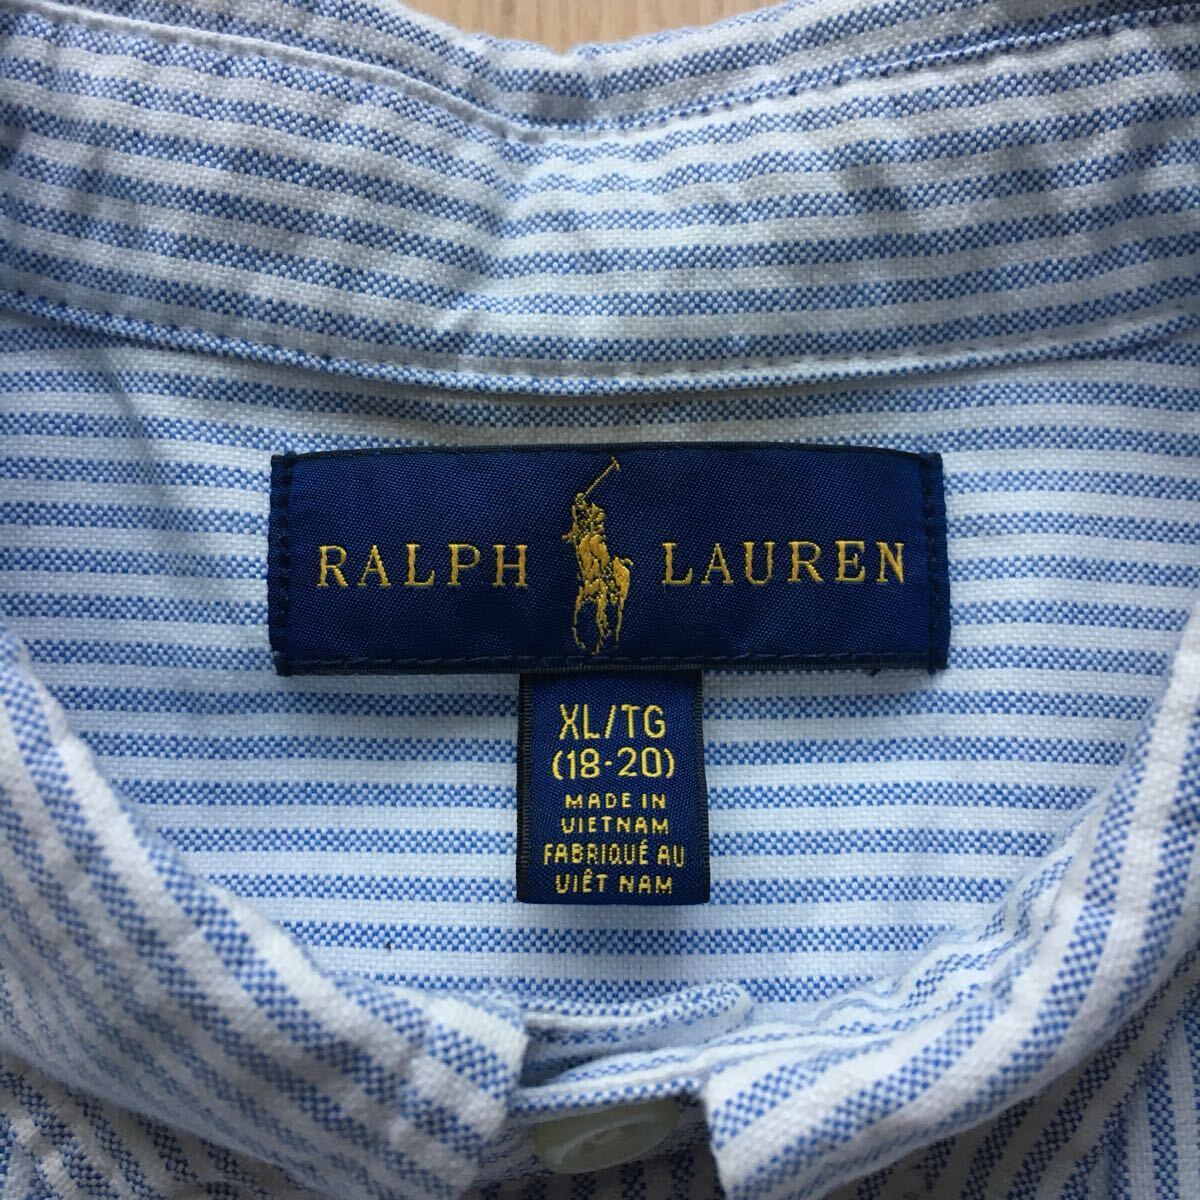 RALPH LAUREN
XL/TG
(18-20)
MADE IN
VIETNAM
FABRIQUÉ AU
VIÊT NAM